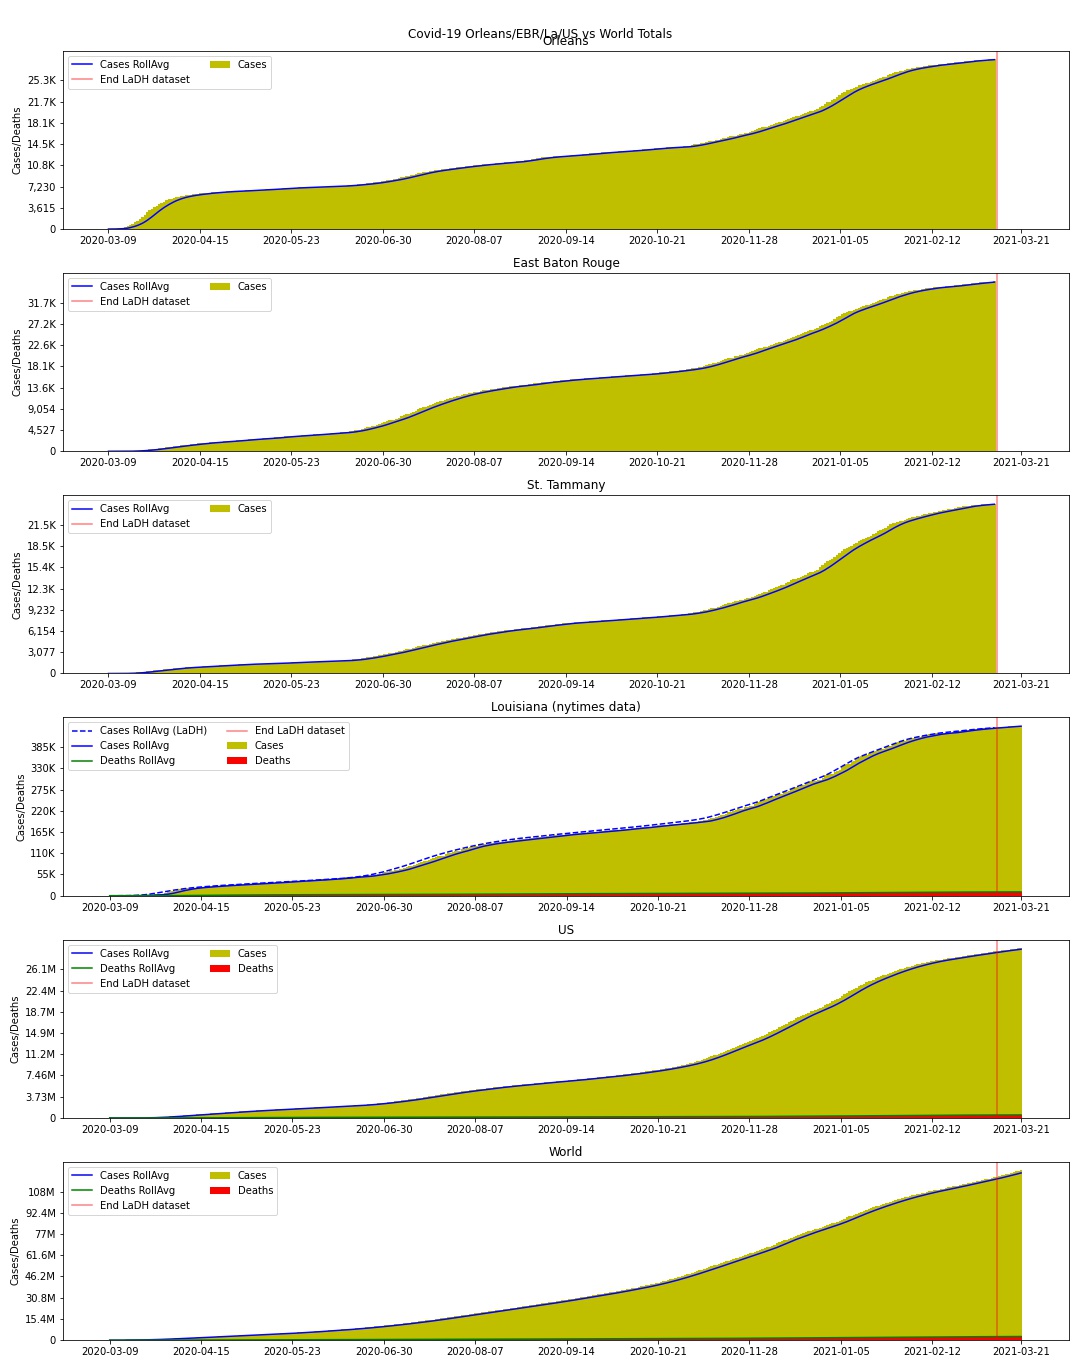 Covid-19 Orleans/EBR/La/US vs World Totals
Orleans
Cases RollAvg
Cases
End LaDH dataset
Cases/Deaths
25.3K
21.7K
18.1K
14.5K
10.8K
7,230
3,615
0
2020-03-09 2020-04-15 2020-05-23 2020-06-30 2020-08-07 2020-09-14 2020-10-21 2020-11-28 2021-01-05 2021-02-12 2021-03-21
East Baton Rouge
Cases RollAvg
Cases
End LaDH dataset
Cases/Deaths
31.7K
27.2K
22.6K
18.1K
13.6K
9,054
4,527
0
2020-03-09 2020-04-15 2020-05-23 2020-06-30 2020-08-07 2020-09-14 2020-10-21 2020-11-28 2021-01-05 2021-02-12 2021-03-21
St. Tammany
Cases RollAvg
Cases
End LaDH dataset
Cases/Deaths
21.5K
18.5K
15.4K
12.3K
9,232
6,154
3,077
0
2020-03-09 2020-04-15 2020-05-23 2020-06-30 2020-08-07 2020-09-14 2020-10-21 2020-11-28 2021-01-05 2021-02-12 2021-03-21
Louisiana (nytimes data)
Cases RollAvg (LaDH)
End LaDH dataset
Cases RollAvg
Cases
Deaths RollAvg
Deaths
Cases/Deaths
385K
330K
275K
220K
165K
110K
55K
0
2020-03-09 2020-04-15 2020-05-23 2020-06-30 2020-08-07 2020-09-14 2020-10-21 2020-11-28 2021-01-05 2021-02-12 2021-03-21
US
Cases RollAvg
Cases
Deaths RollAvg
Deaths
End LaDH dataset
Cases/Deaths
26.1M
22.4M
18.7M
14.9M
11.2M
7.46M
3.73M
0
2020-03-09 2020-04-15 2020-05-23 2020-06-30 2020-08-07 2020-09-14 2020-10-21 2020-11-28 2021-01-05 2021-02-12 2021-03-21
World
Cases RollAvg
Cases
Deaths RollAvg
Deaths
End LaDH dataset
Cases/Deaths
108M
92.4M
77M
61.6M
46.2M
30.8M
15.4M
0
2020-03-09 2020-04-15 2020-05-23 2020-06-30 2020-08-07 2020-09-14 2020-10-21 2020-11-28 2021-01-05 2021-02-12 2021-03-21